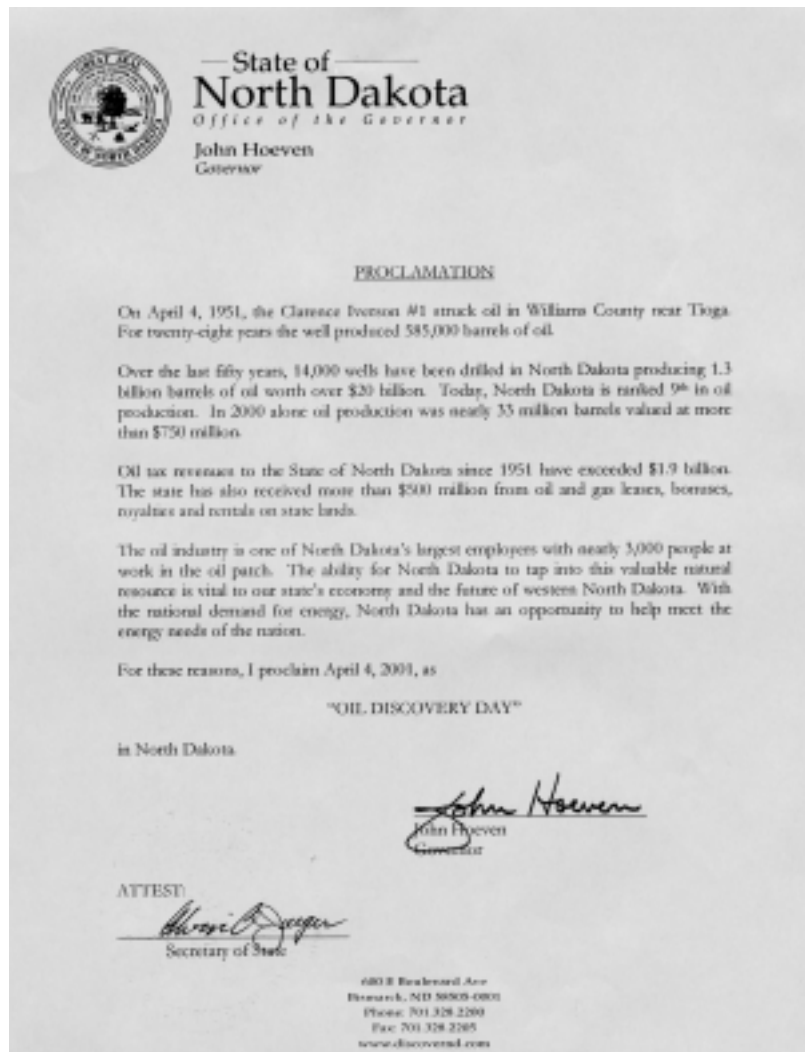 State of
North Dakota
Office of the Governor
John Hoeven
Governor
PROCLAMATION
On April 4, 1951, the Clarence Iverson #1 struck oil in Williams County near Tioga.
For twenty-eight years the well produced 585,000 barrels of oil.
Over the last fifty years, 14,000 wells have been drilled in North Dakota producing 1.3
billion barrels of oil worth over $20 billion. Today, North Dakota is ranked 9th in oil
production. In 2000 alone oil production was nearly 33 million barrels valued at more
than $750 million.
Oil tax revenues to the State of North Dakota since 1951 have exceeded $1.9 billion.
The state has also received more than $500 million from oil and gas leases, bonuses,
royalties and rentals on state lands.
The oil industry is one of North Dakota's largest employers with nearly 3,000 people at
work in the oil patch. The ability for North Dakota to tap into this valuable natural
resource is vital to our state's economy and the future of western North Dakota. With
the national demand for energy, North Dakota has an opportunity to help meet the
energy needs of the nation.
For these reasons, I proclaim April 4, 2001, as
"OIL DISCOVERY DAY"
in North Dakota.
John Hoeven
John Hoeven
Governor
ATTEST:
Secretary of State
600 E Boulevard Ave
Bismarck, ND 58505-0001
Phone: 701.328.2200
Fax: 701.328.2205
www.discovernd.com